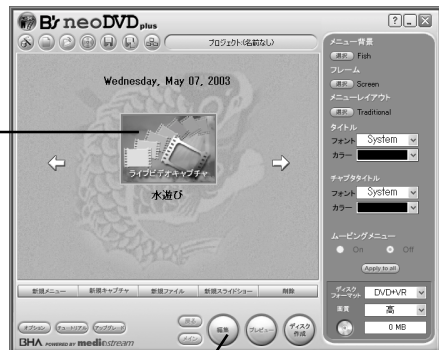 B's neoDVD plus
プロジェクト:(名前なし)
Wednesday, May 07, 2003
ライブビデオキャプチャ
水遊び
新規メニュー 新規キャプチャ 新規ファイル 新規スライドショー 削除
オプション チュートリアル アップグレード
戻る
メイン
編集
プレビュー
ディスク作成
BHA POWERED BY mediostream
メニュー背景
選択 Fish
フレーム
選択 Screen
メニューレイアウト
選択 Traditional
タイトル
フォント System
カラー
チャプタタイトル
フォント System
カラー
ムービングメニュー
On Off
Apply to all
ディスクフォーマット DVD+VR
画質 高
0 MB